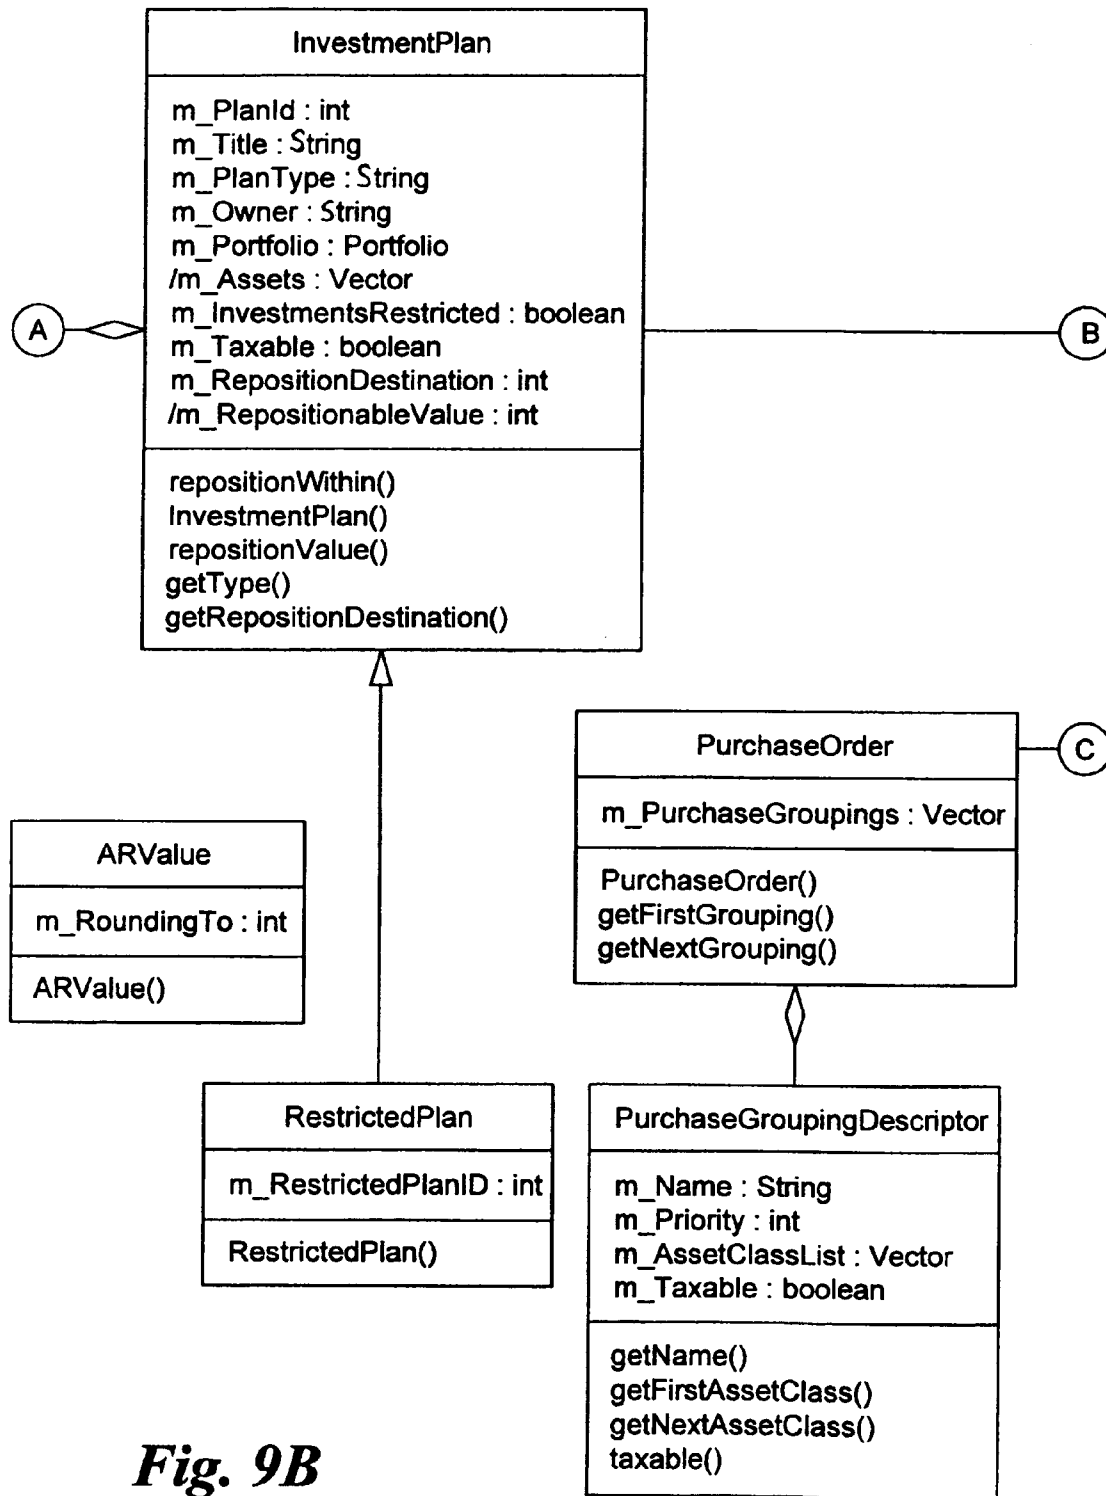 InvestmentPlan
m_PlanId : int
m_Title : String
m_PlanType : String
m_Owner : String
m_Portfolio : Portfolio
/m_Assets : Vector
m_InvestmentsRestricted : boolean
m_Taxable : boolean
m_RepositionDestination : int
/m_RepositionableValue : int
repositionWithin()
InvestmentPlan()
repositionValue()
getType()
getRepositionDestination()
A
B
PurchaseOrder
m_PurchaseGroupings : Vector
PurchaseOrder()
getFirstGrouping()
getNextGrouping()
C
ARValue
m_RoundingTo : int
ARValue()
RestrictedPlan
m_RestrictedPlanID : int
RestrictedPlan()
PurchaseGroupingDescriptor
m_Name : String
m_Priority : int
m_AssetClassList : Vector
m_Taxable : boolean
getName()
getFirstAssetClass()
getNextAssetClass()
taxable()
Fig. 9B